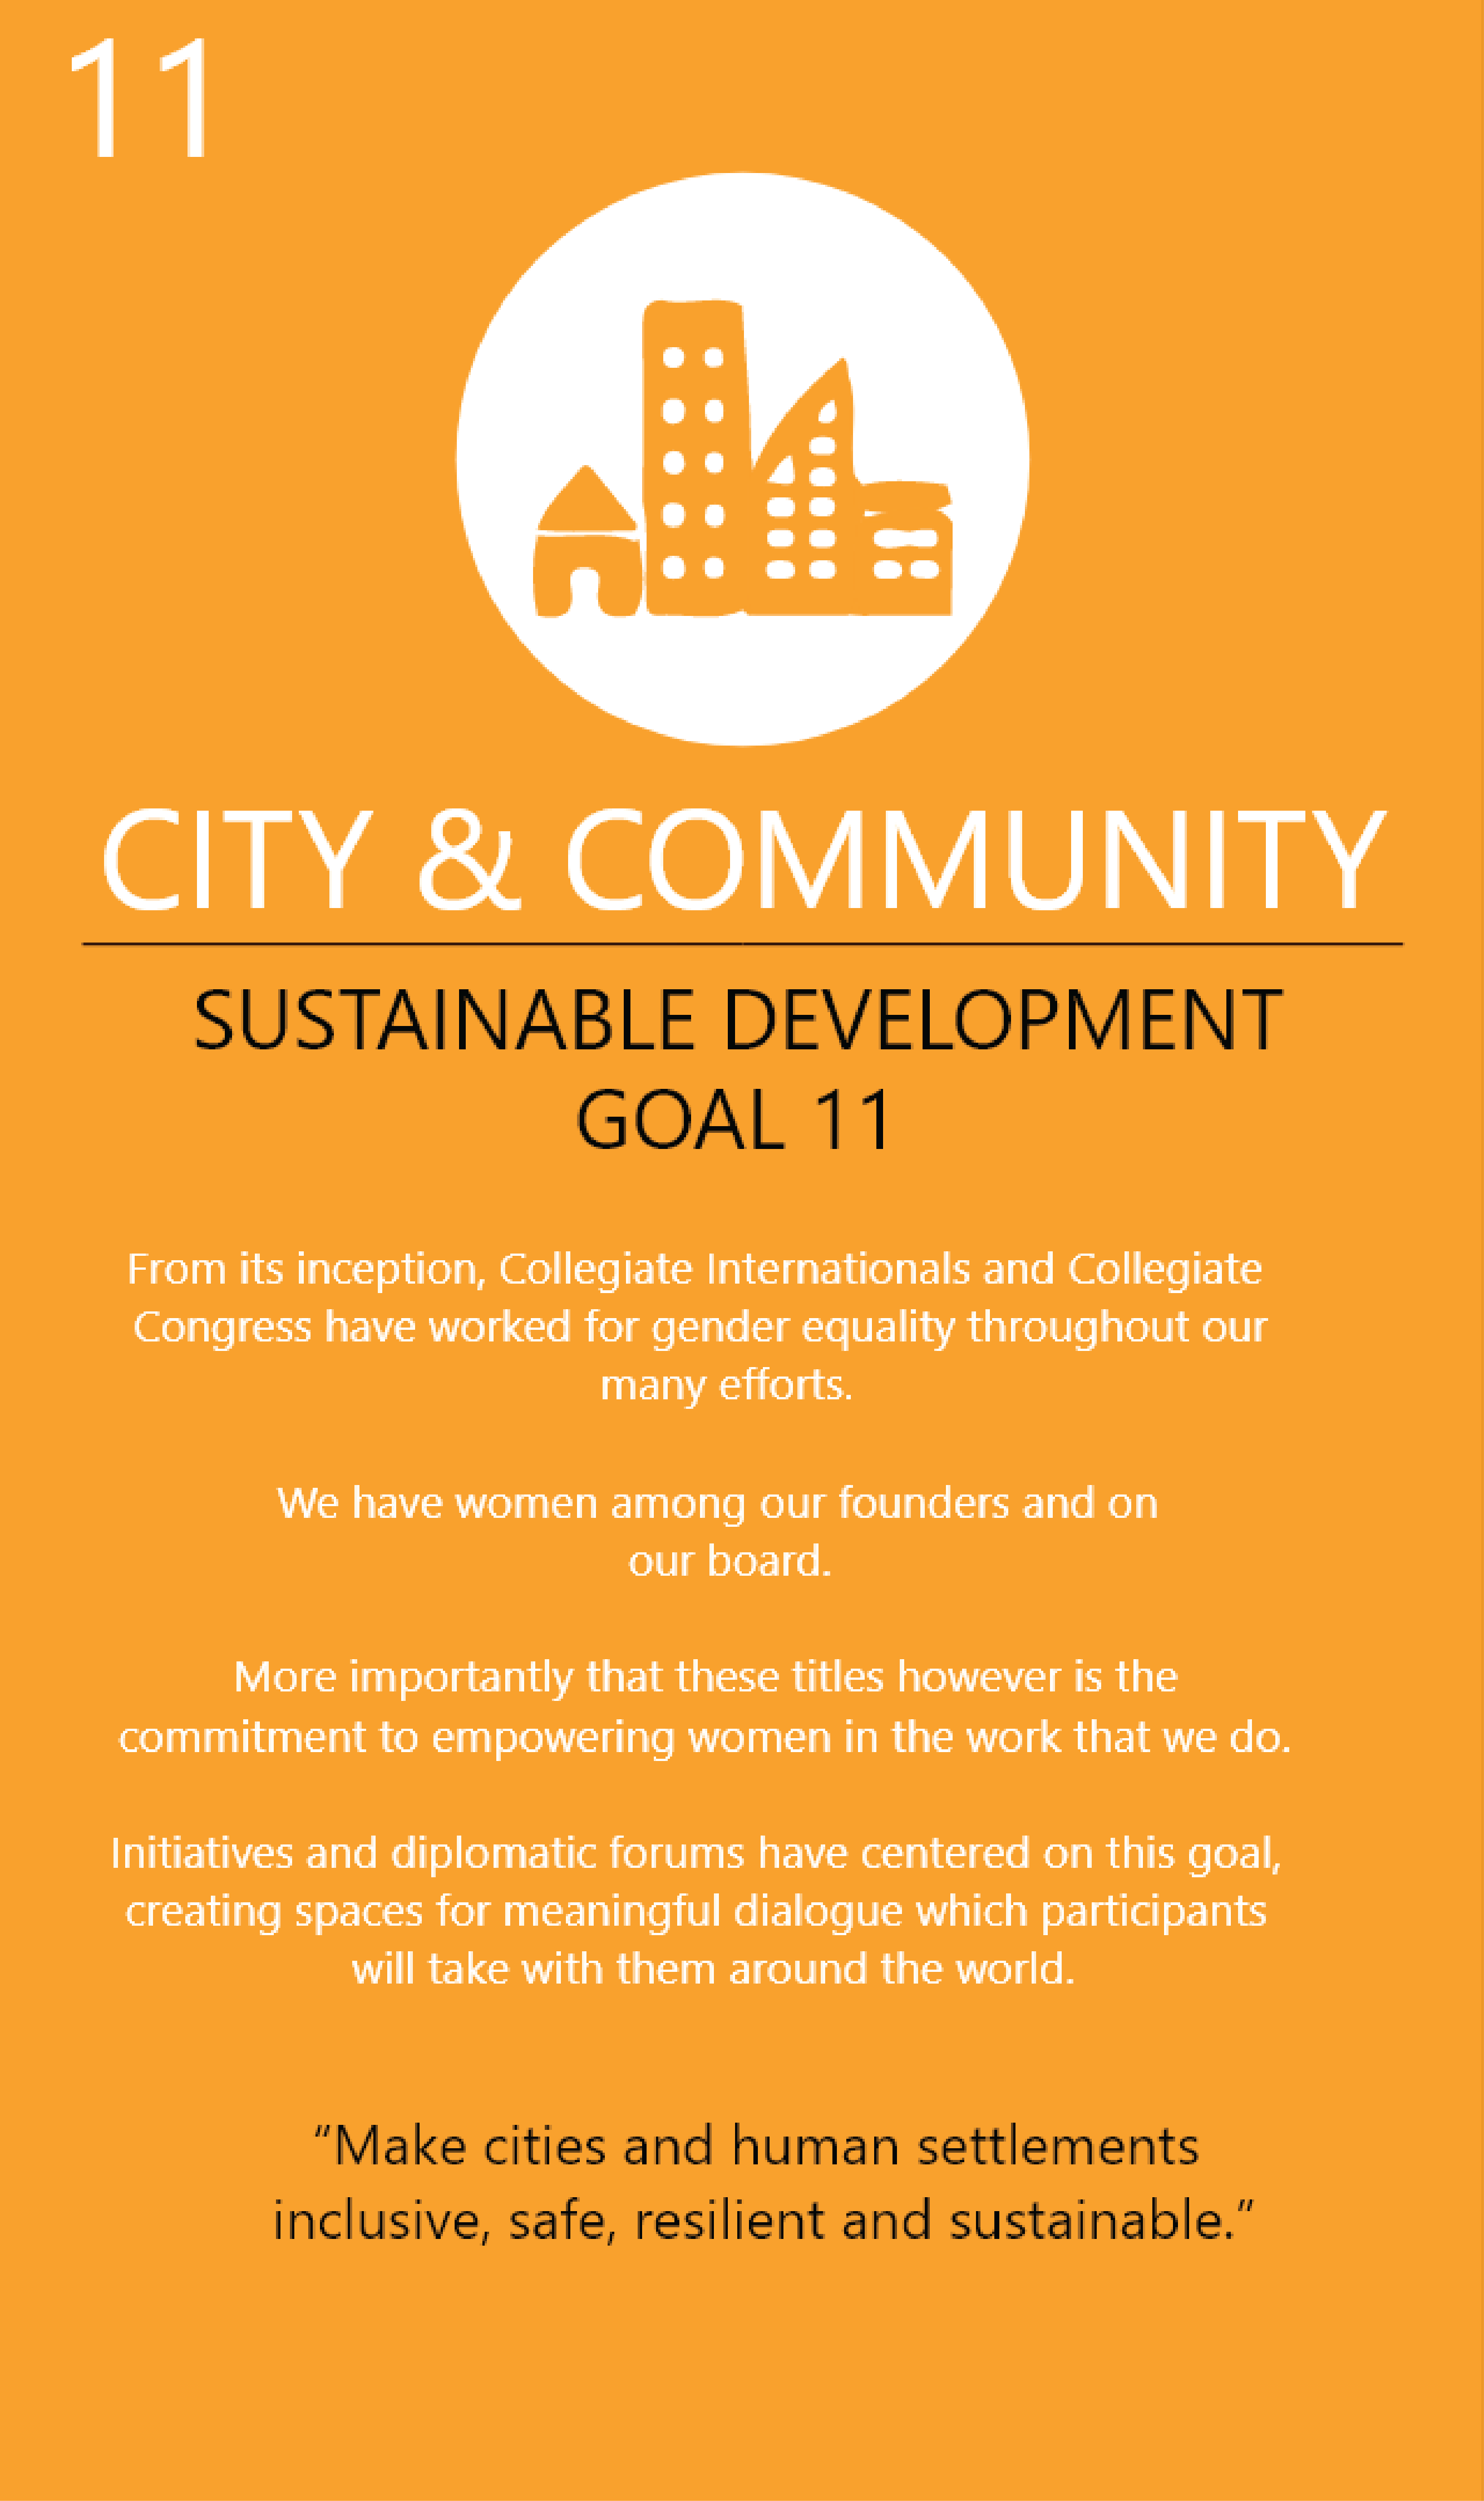 11
CITY & COMMUNITY
SUSTAINABLE DEVELOPMENT
GOAL 11
From its inception, Collegiate Internationals and Collegiate
Congress have worked for gender equality throughout our
many efforts.
We have women among our founders and on
our board.
More importantly that these titles however is the
commitment to empowering women in the work that we do.
Initiatives and diplomatic forums have centered on this goal,
creating spaces for meaningful dialogue which participants
will take with them around the world.
“Make cities and human settlements
inclusive, safe, resilient and sustainable.”